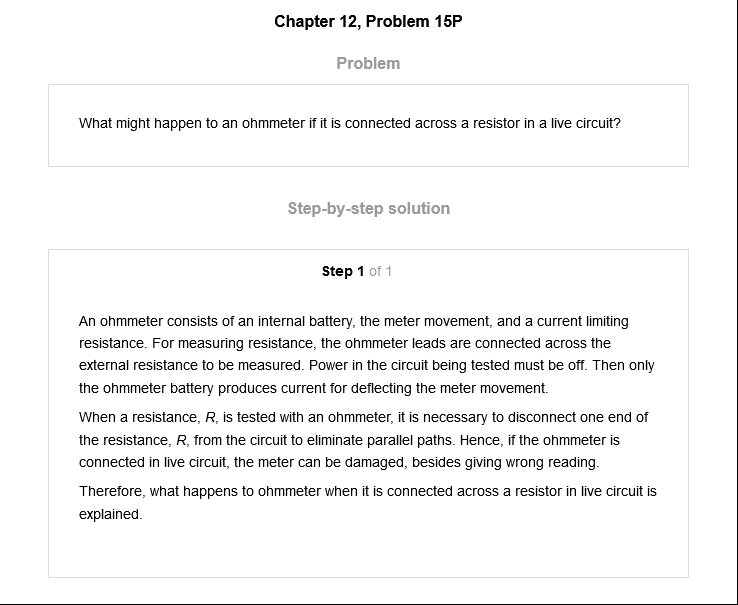 Chapter 12, Problem 15P
Problem
What might happen to an ohmmeter if it is connected across a resistor in a live circuit?
Step-by-step solution
Step 1 of 1
An ohmmeter consists of an internal battery, the meter movement, and a current limiting
resistance. For measuring resistance, the ohmmeter leads are connected across the
external resistance to be measured. Power in the circuit being tested must be off. Then only
the ohmmeter battery produces current for deflecting the meter movement.
When a resistance, R, is tested with an ohmmeter, it is necessary to disconnect one end of
the resistance, R, from the circuit to eliminate parallel paths. Hence, if the ohmmeter is
connected in live circuit, the meter can be damaged, besides giving wrong reading.
Therefore, what happens to ohmmeter when it is connected across a resistor in live circuit is
explained.